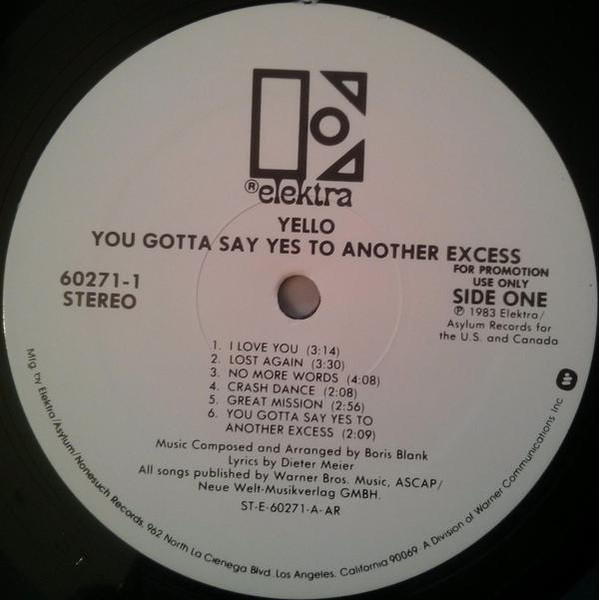 ® elektra
YELLO
YOU GOTTA SAY YES TO ANOTHER EXCESS
60271-1
STEREO
FOR PROMOTION
USE ONLY
SIDE ONE
℗ 1983 Elektra/
Asylum Records for
the U.S. and Canada
1. I LOVE YOU (3:14)
2. LOST AGAIN (3:30)
3. NO MORE WORDS (4:08)
4. CRASH DANCE (2:08)
5. GREAT MISSION (2:56)
6. YOU GOTTA SAY YES TO
ANOTHER EXCESS (2:09)
Music Composed and Arranged by Boris Blank
Lyrics by Dieter Meier
All songs published by Warner Bros. Music, ASCAP/
Neue Welt-Musikverlag GMBH.
ST-E-60271-A-AR
Mfg. by Elektra/Asylum/Nonesuch Records, 962 North La Cienega Blvd. Los Angeles, California 90069. A Division of Warner Communications Inc.